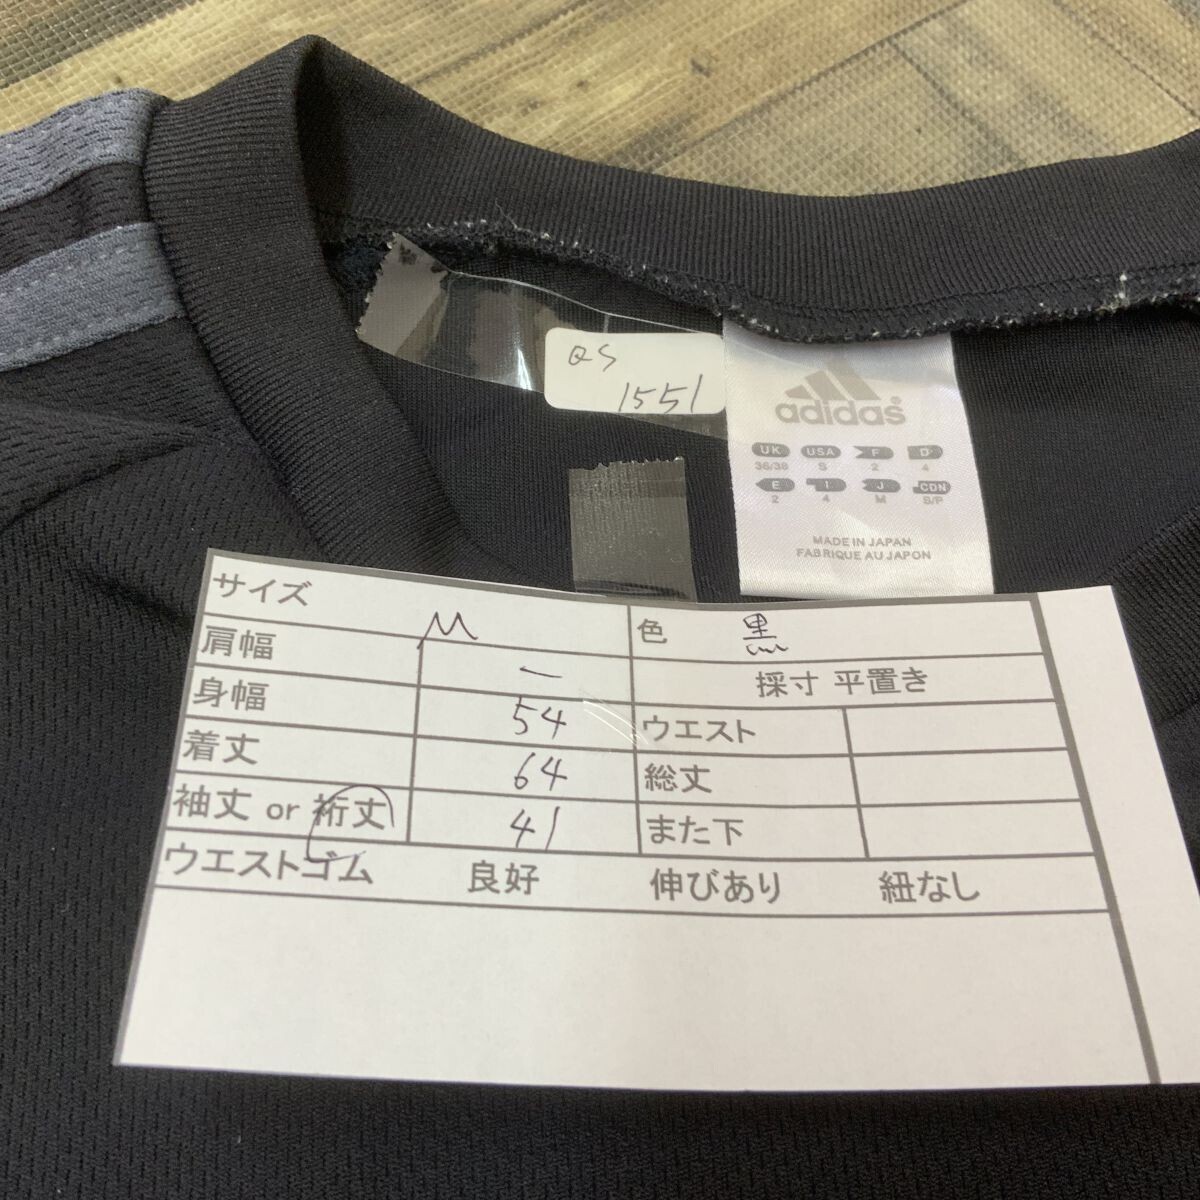 QS
1551
adidas
UK USA F D
36/38 S 2 4
E I J CDN
2 4 M S/P
MADE IN JAPAN
FABRIQUE AU JAPON
サイズ M 色 黒
肩幅 ー 採寸 平置き
身幅 54 ウエスト
着丈 64 総丈
袖丈 or 裄丈 41 また下
ウエストゴム 良好 伸びあり 紐なし